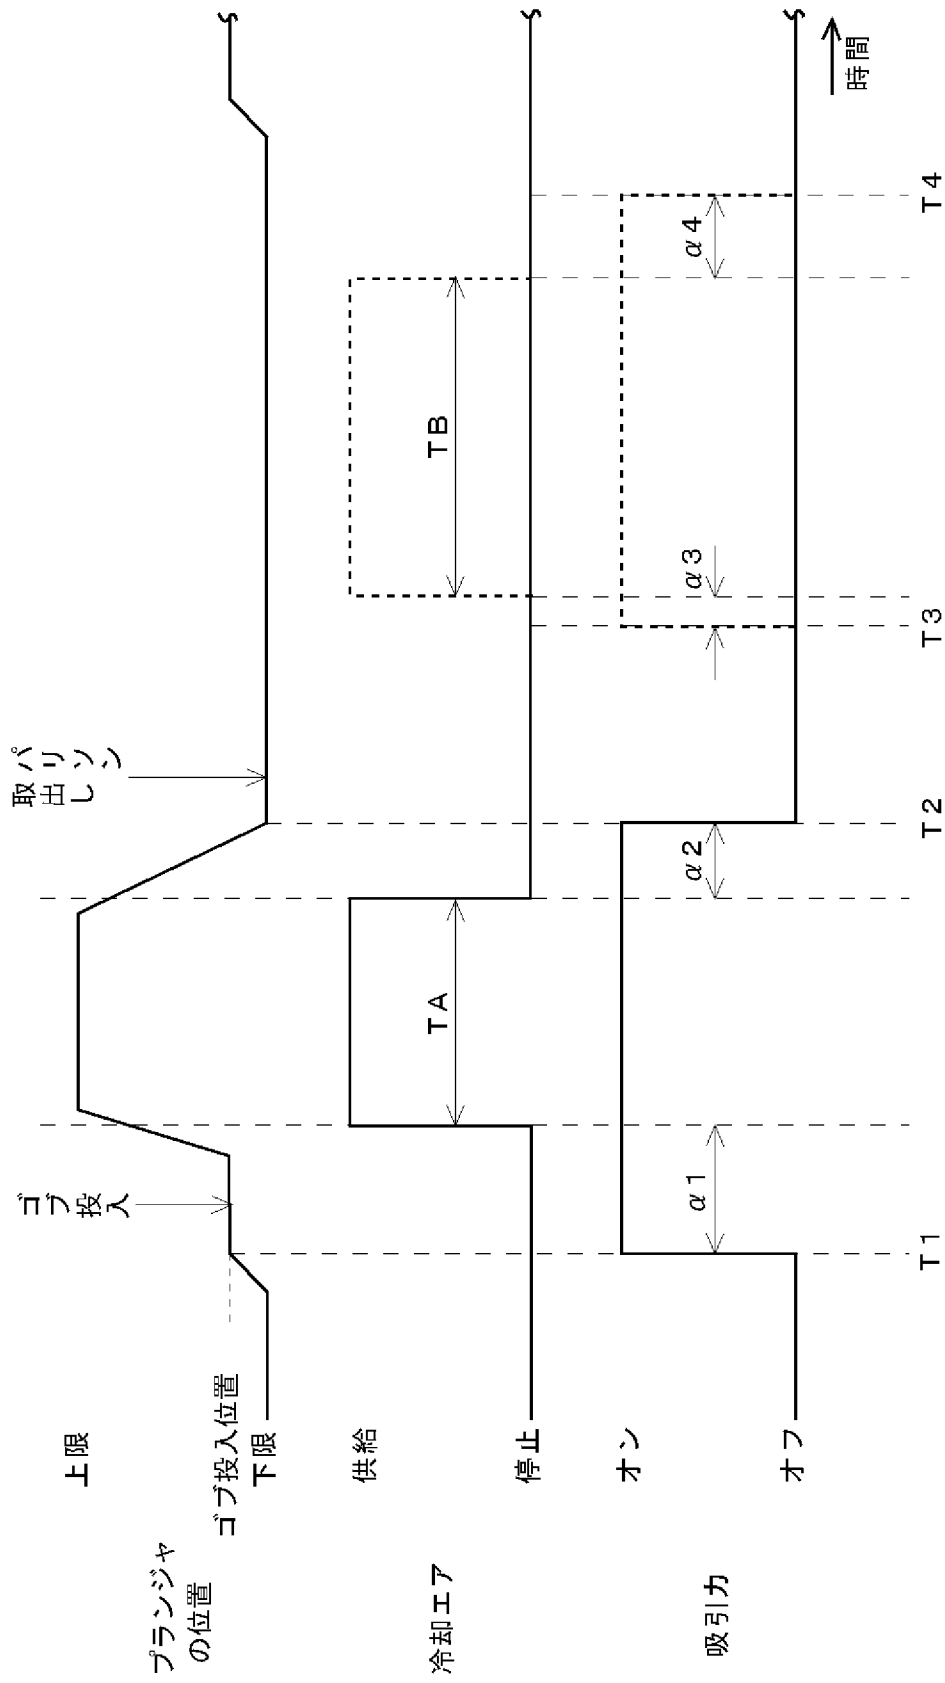 プランジャ
の位置
上限
ゴブ投入位置
下限
ゴブ
投入
パリソン
取出し
冷却エア
供給
停止
TA
TB
吸引力
オン
オフ
α1
α2
α3
α4
T1
T2
T3
T4
時間